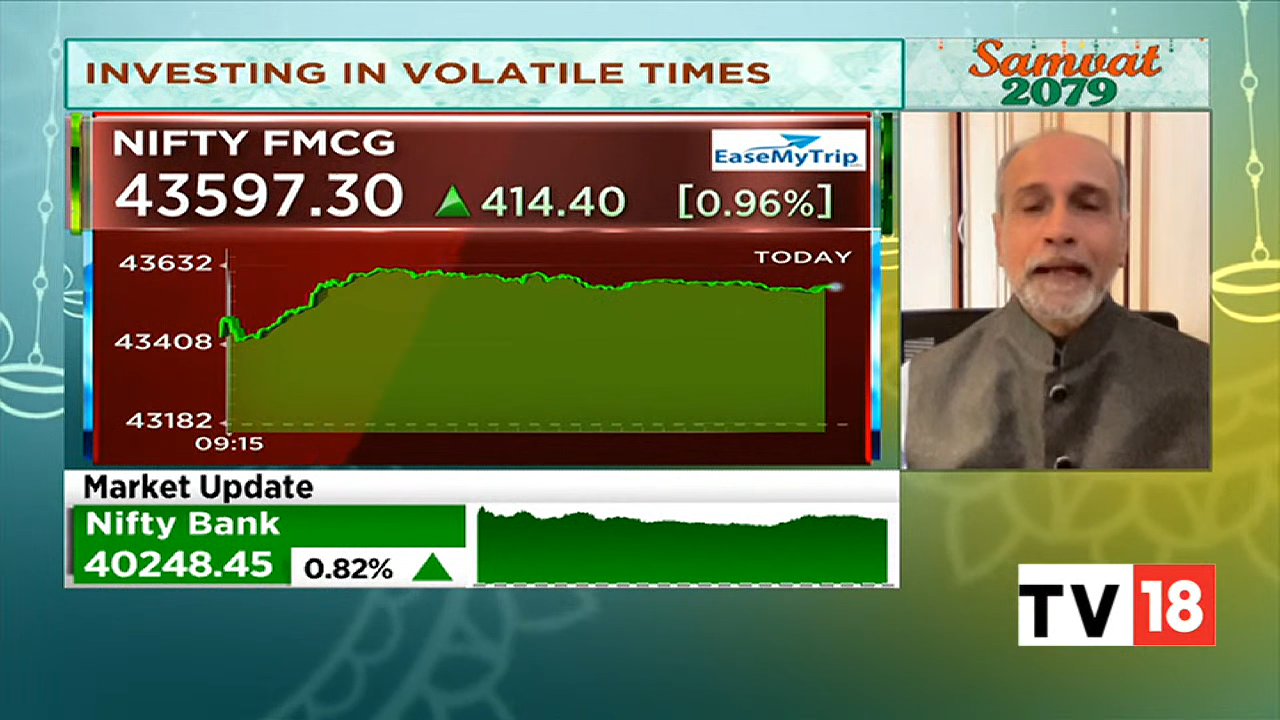 INVESTING IN VOLATILE TIMES
Samvat
2079
NIFTY FMCG
EaseMyTrip
43597.30 414.40 [0.96%]
TODAY
43632
43408
43182
09:15
Market Update
Nifty Bank
40248.45 0.82%
TV18